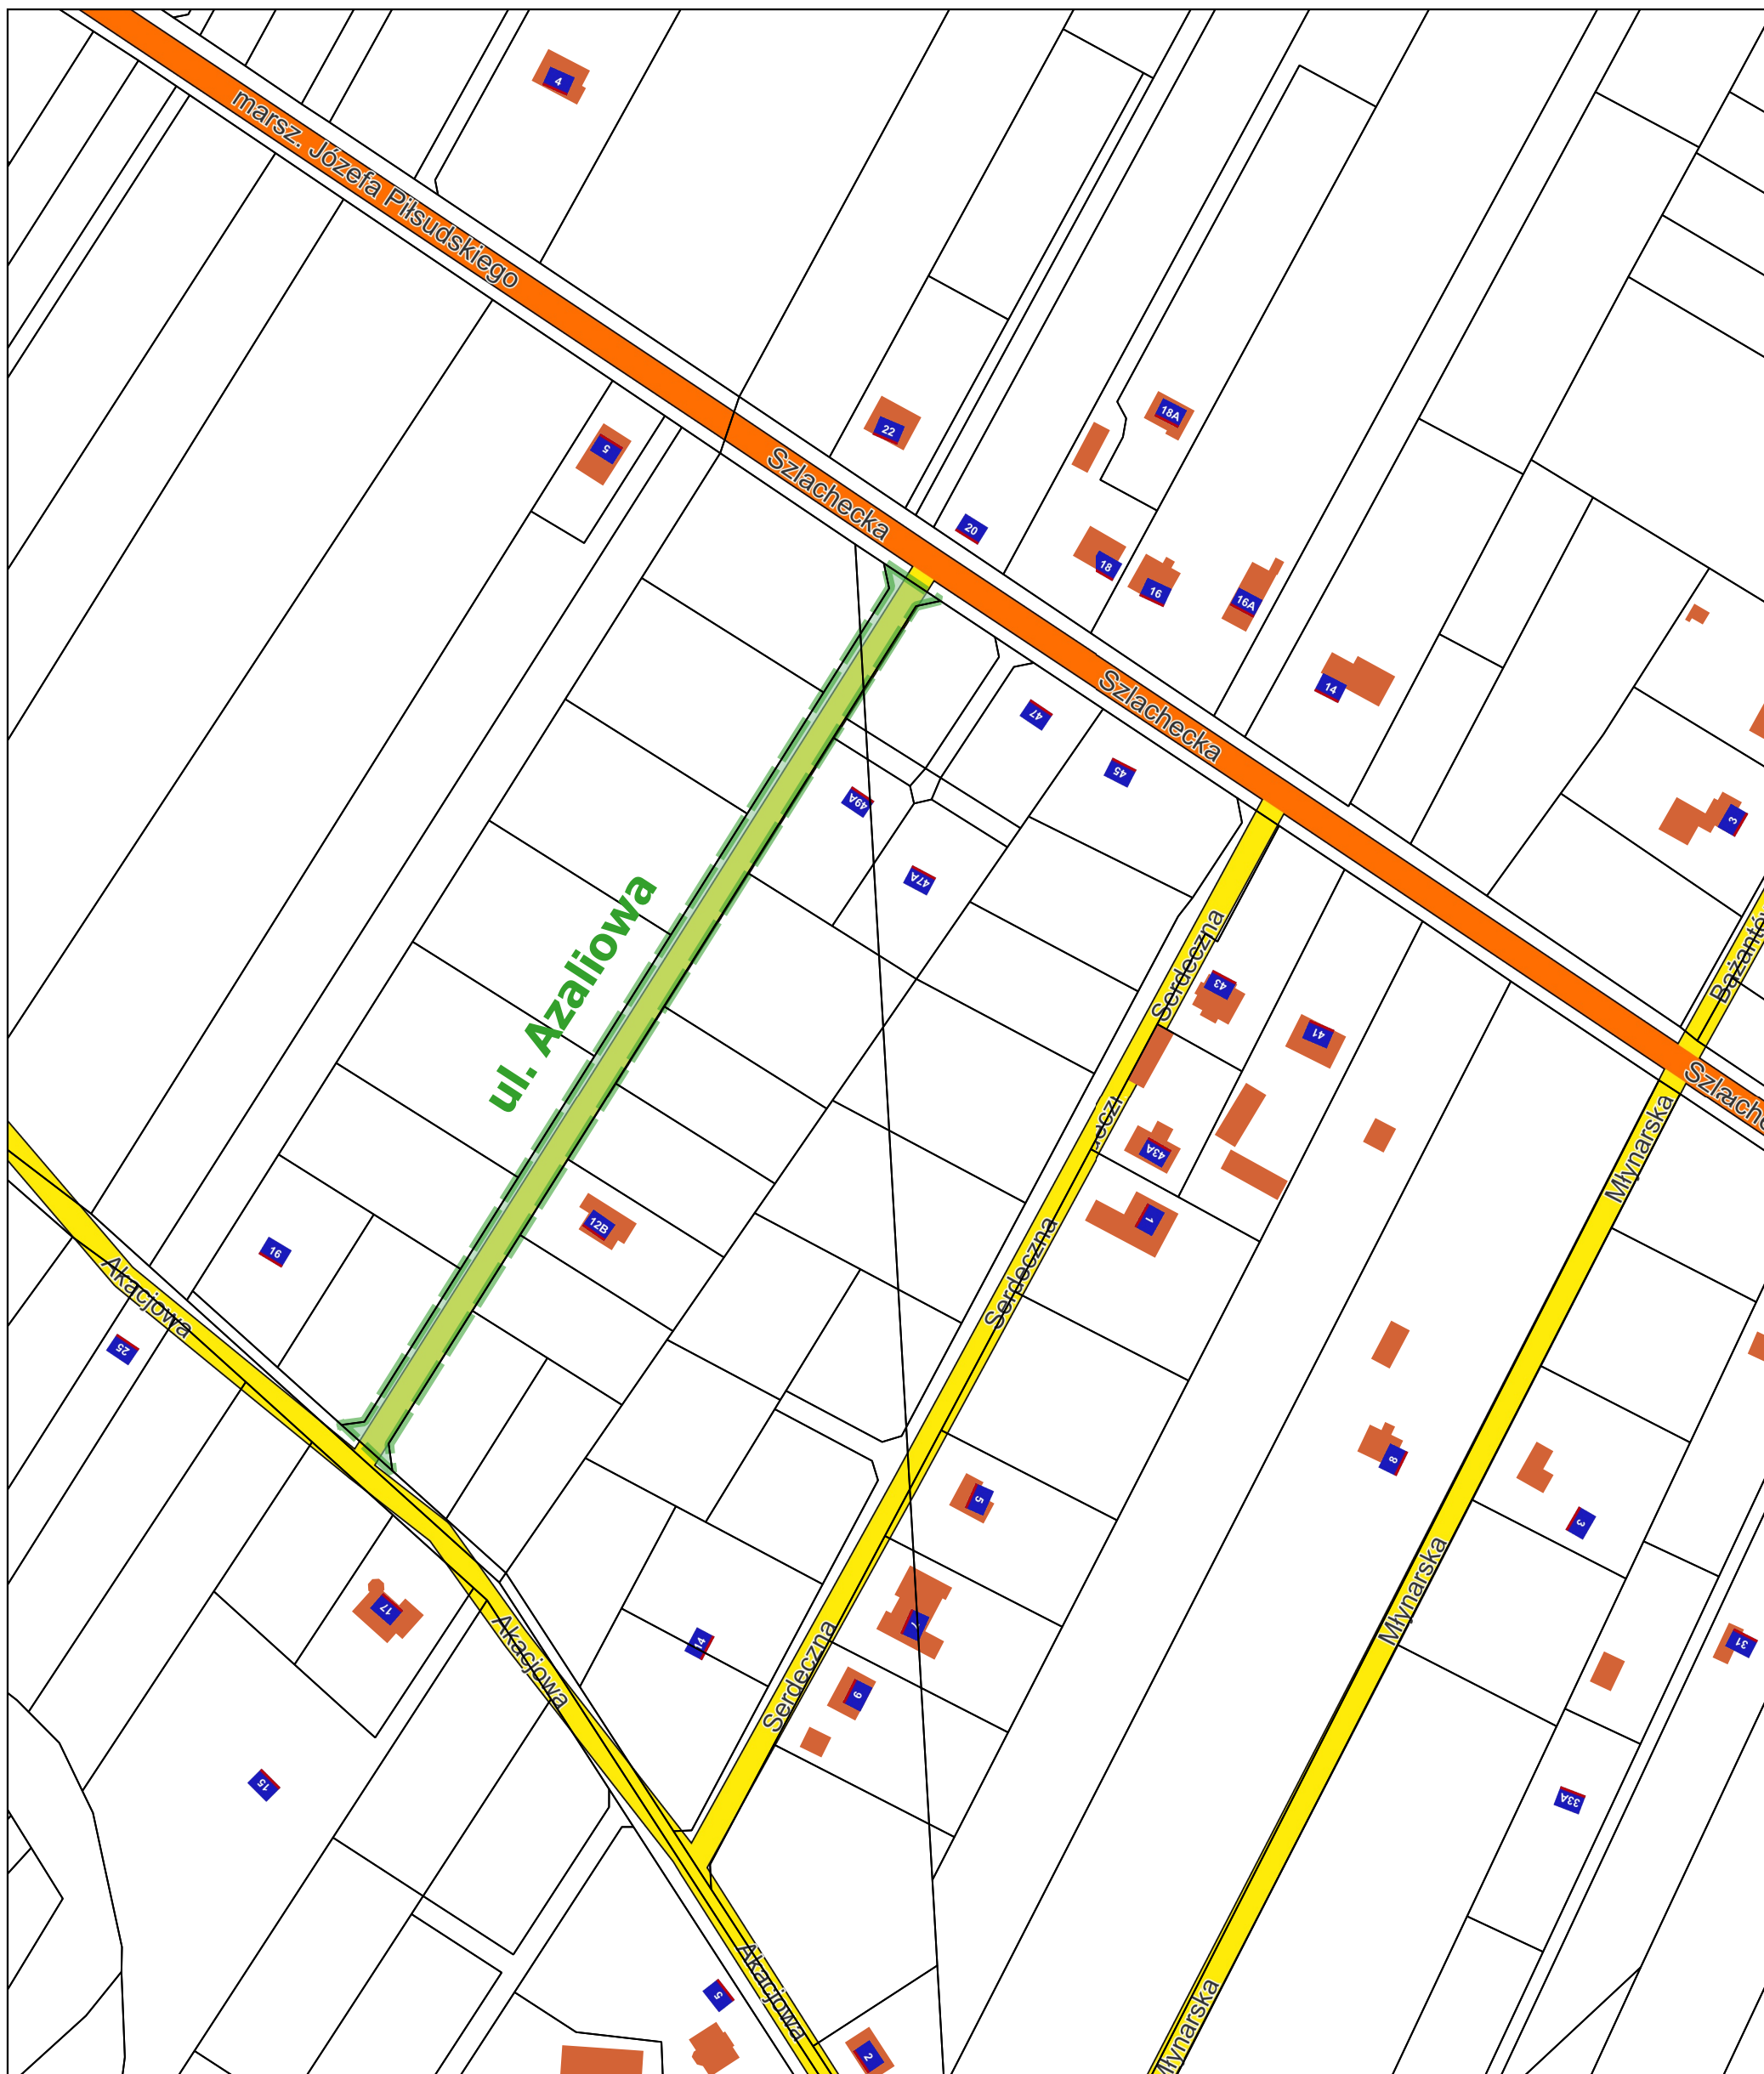 4
marsz. Józefa Piłsudskiego
18A
22
5
Szlachecka
20
18
16
16A
14
47
Szlachecka
45
49A
3
47A
ul. Azaliowa
Serdeczna
Bażantów
43
41
Szlache
Młynarska
43A
12B
1
16
Serdeczna
Akacjowa
25
8
5
3
Młynarska
17
7
14
31
Akacjowa
Serdeczna
9
15
33A
Akacjowa
5
Młynarska
2